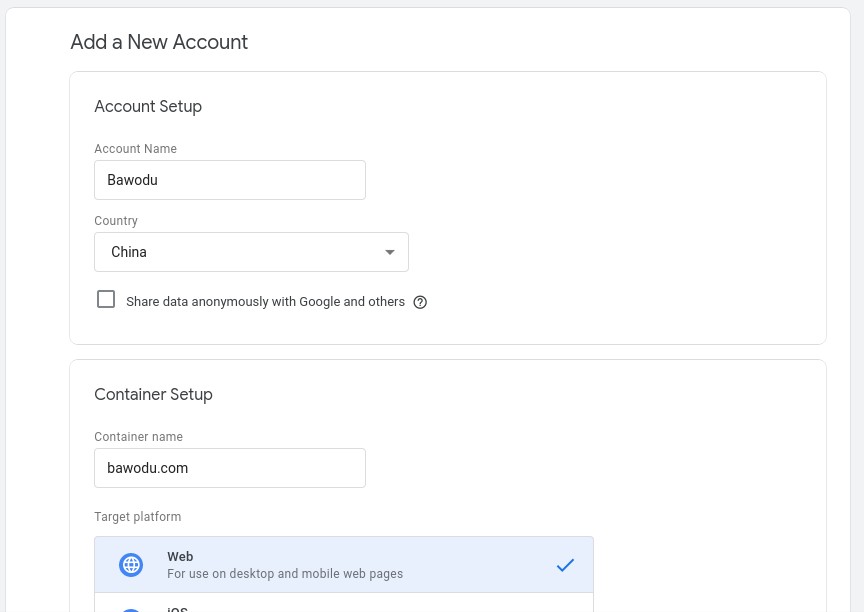 Add a New Account
Account Setup
Account Name
Bawodu
Country
China
Share data anonymously with Google and others ?
Container Setup
Container name
bawodu.com
Target platform
Web
For use on desktop and mobile web pages
iOS